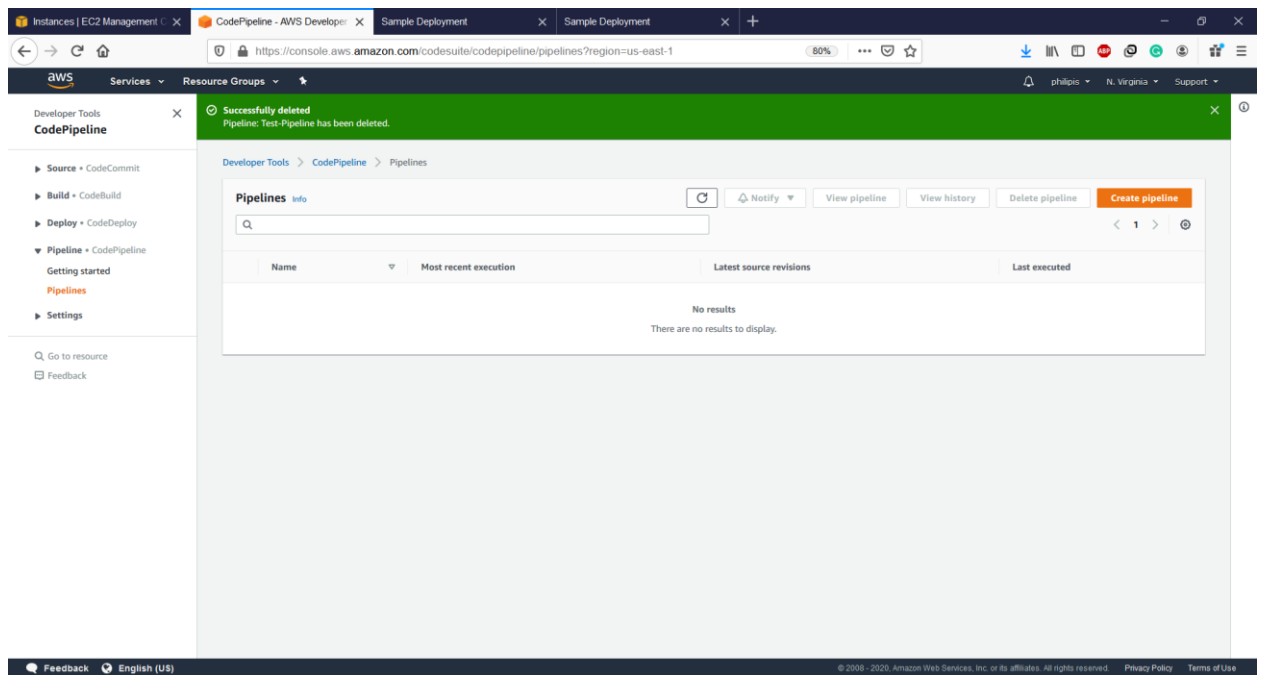 Instances | EC2 Management C
CodePipeline - AWS Developer
Sample Deployment
Sample Deployment
https://console.aws.amazon.com/codesuite/codepipeline/pipelines?region=us-east-1
80%
ABP
aws
Services
Resource Groups
philipis
N. Virginia
Support
Developer Tools
CodePipeline
Successfully deleted
Pipeline: Test-Pipeline has been deleted.
Source • CodeCommit
Build • CodeBuild
Deploy • CodeDeploy
Pipeline • CodePipeline
Getting started
Pipelines
Settings
Go to resource
Feedback
Developer Tools > CodePipeline > Pipelines
Pipelines Info
Notify
View pipeline
View history
Delete pipeline
Create pipeline
< 1 >
Name
Most recent execution
Latest source revisions
Last executed
No results
There are no results to display.
Feedback
English (US)
© 2008 - 2020, Amazon Web Services, Inc. or its affiliates. All rights reserved.
Privacy Policy
Terms of Use